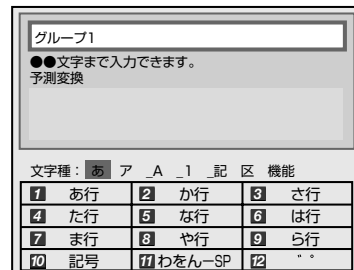 グループ1
●●文字まで入力できます。
予測変換
文字種： あ ア _A _1 _記 区 機能
1 あ行 2 か行 3 さ行
4 た行 5 な行 6 は行
7 ま行 8 や行 9 ら行
10 記号 11 わをんーSP 12 ゛゜